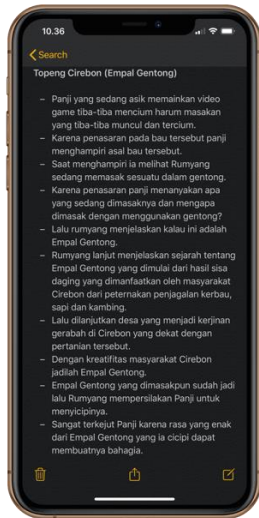 10.36
Search
Topeng Cirebon (Empal Gentong)
– Panji yang sedang asik memainkan video
game tiba-tiba mencium harum masakan
yang tiba-tiba muncul dan tercium.
– Karena penasaran pada bau tersebut panji
menghampiri asal bau tersebut.
– Saat menghampiri ia melihat Rumyang
sedang memasak sesuatu dalam gentong.
– Karena penasaran panji menanyakan apa
yang sedang dimasaknya dan mengapa
dimasak dengan menggunakan gentong?
– Lalu rumyang menjelaskan kalau ini adalah
Empal Gentong.
– Rumyang lanjut menjelaskan sejarah tentang
Empal Gentong yang dimulai dari hasil sisa
daging yang dimanfaatkan oleh masyarakat
Cirebon dari peternakan penjagalan kerbau,
sapi dan kambing.
– Lalu dilanjutkan desa yang menjadi kerjinan
gerabah di Cirebon yang dekat dengan
pertanian tersebut.
– Dengan kreatifitas masyarakat Cirebon
jadilah Empal Gentong.
– Empal Gentong yang dimasakpun sudah jadi
lalu Rumyang mempersilakan Panji untuk
menyicipinya.
– Sangat terkejut Panji karena rasa yang enak
dari Empal Gentong yang ia cicipi dapat
membuatnya bahagia.